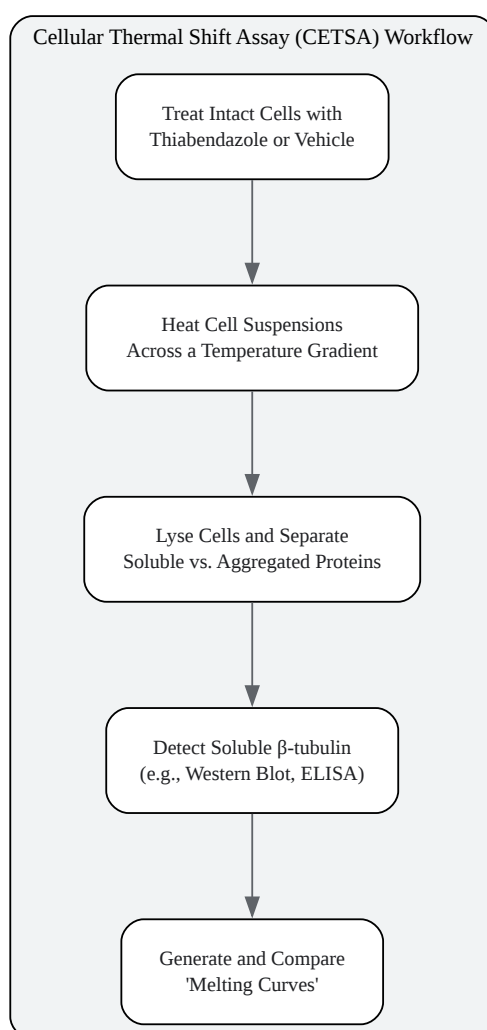 Cellular Thermal Shift Assay (CETSA) Workflow
Treat Intact Cells with
Thiabendazole or Vehicle
Heat Cell Suspensions
Across a Temperature Gradient
Lyse Cells and Separate
Soluble vs. Aggregated Proteins
Detect Soluble β-tubulin
(e.g., Western Blot, ELISA)
Generate and Compare
'Melting Curves'